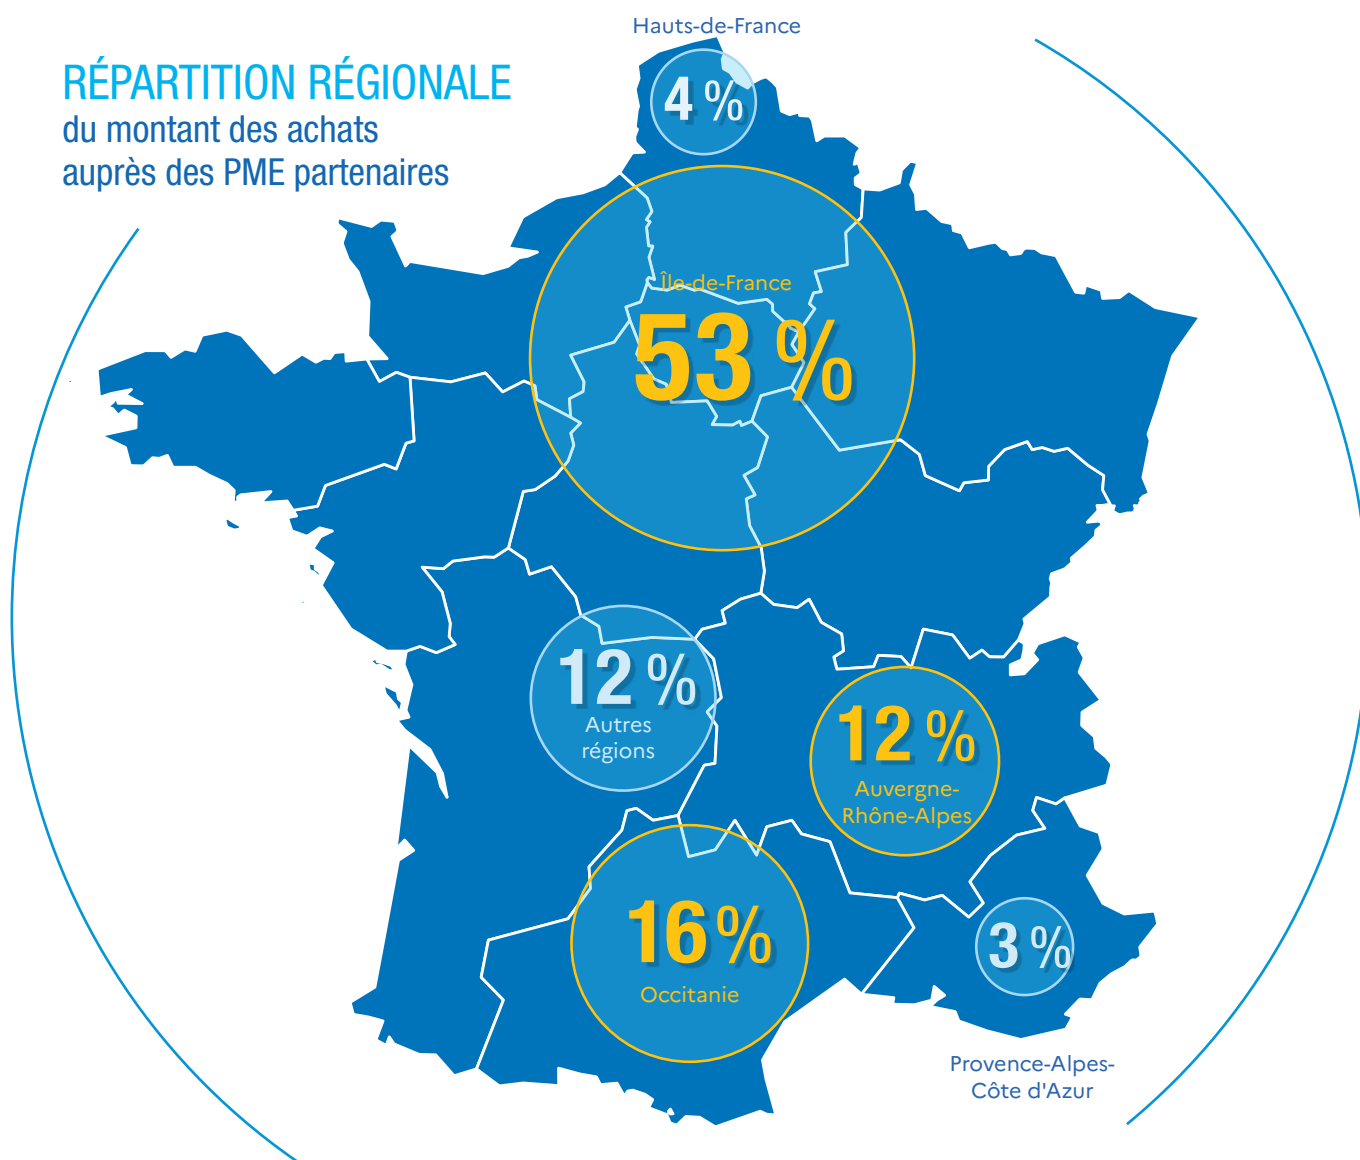 Hauts-de-France
RÉPARTITION RÉGIONALE
du montant des achats
auprès des PME partenaires
4 %
Île-de-France
53 %
12 %
Autres
régions
12 %
Auvergne-
Rhône-Alpes
16 %
Occitanie
3 %
Provence-Alpes-
Côte d'Azur